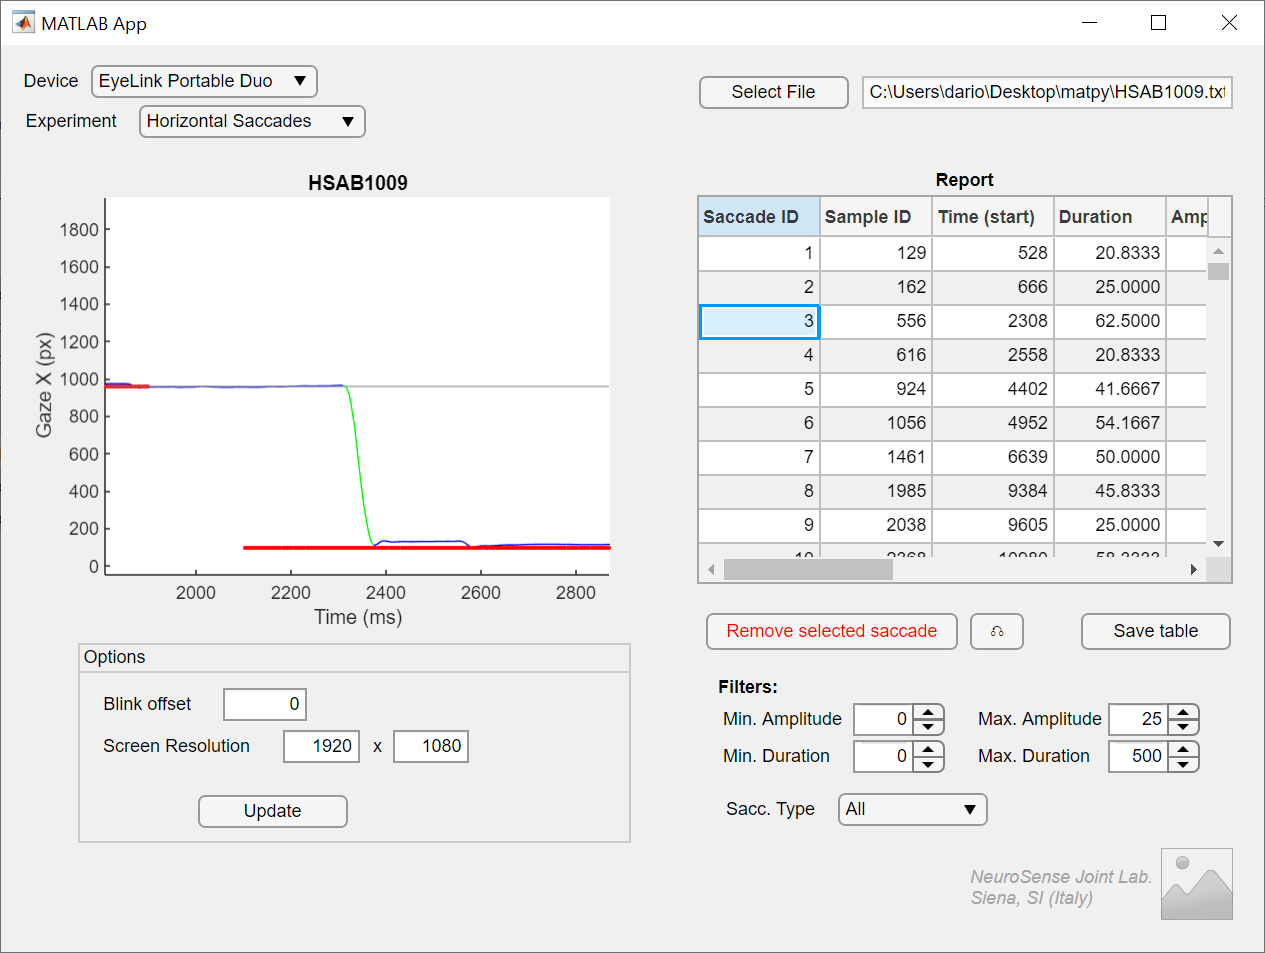 MATLAB App
Device EyeLink Portable Duo
Select File C:\Users\dario\Desktop\matpy\HSAB1009.txt
Experiment Horizontal Saccades
HSAB1009
1800
1600
1400
1200
1000
800
600
400
200
0
Gaze X (px)
2000 2200 2400 2600 2800
Time (ms)
Report
Saccade ID Sample ID Time (start) Duration Amp
1 129 528 20.8333
2 162 666 25.0000
3 556 2308 62.5000
4 616 2558 20.8333
5 924 4402 41.6667
6 1056 4952 54.1667
7 1461 6639 50.0000
8 1985 9384 45.8333
9 2038 9605 25.0000
10 2368 10980 58.3333
Remove selected saccade Save table
Options
Blink offset 0
Screen Resolution 1920 x 1080
Update
Filters:
Min. Amplitude 0 Max. Amplitude 25
Min. Duration 0 Max. Duration 500
Sacc. Type All
NeuroSense Joint Lab.
Siena, SI (Italy)